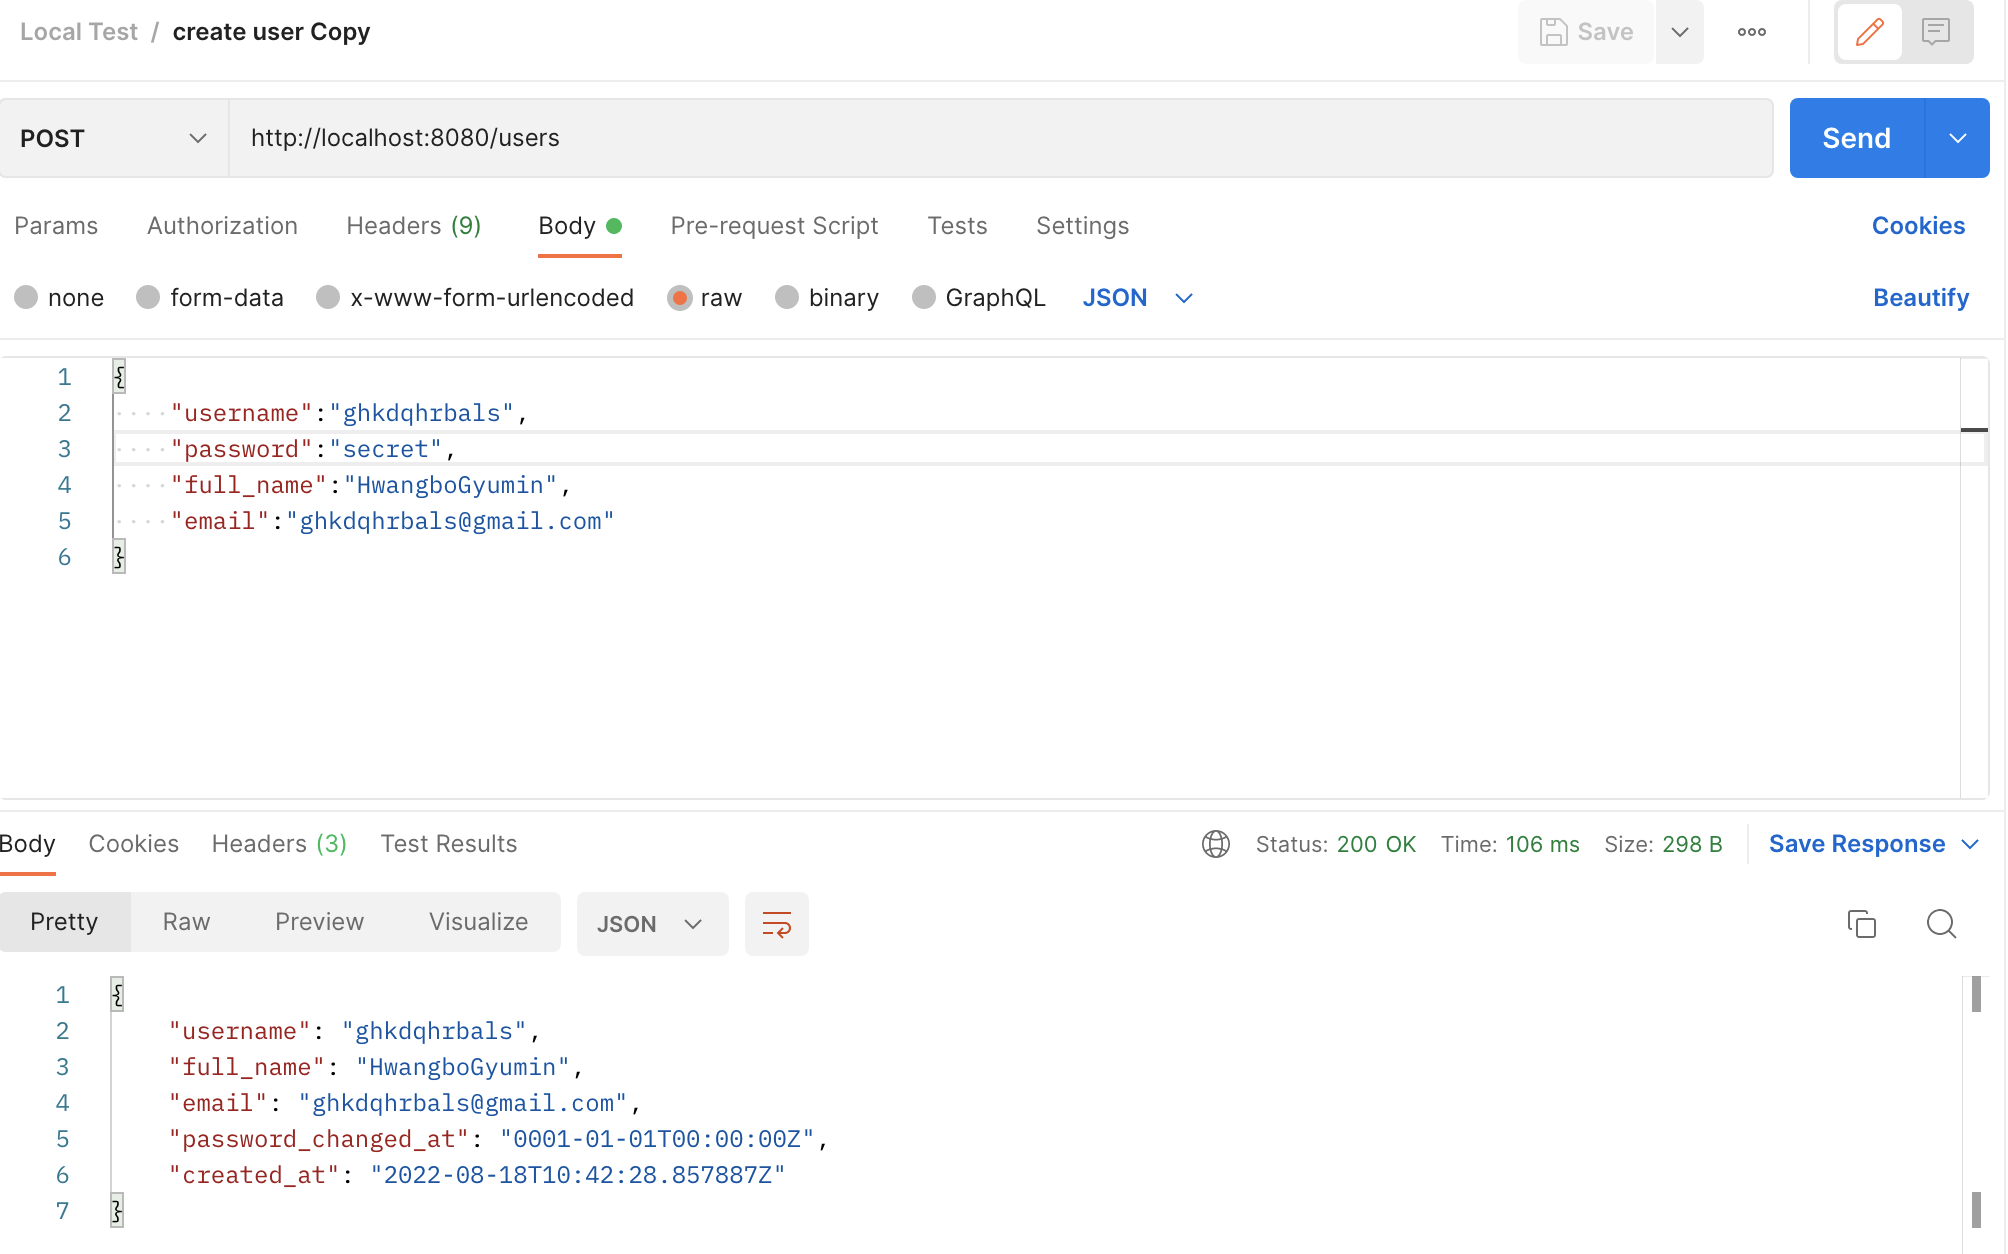 Local Test / create user Copy
Save
POST
http://localhost:8080/users
Send
Params Authorization Headers (9) Body Pre-request Script Tests Settings Cookies
none form-data x-www-form-urlencoded raw binary GraphQL JSON Beautify
1 {
2 "username":"ghkdqhrbals",
3 "password":"secret",
4 "full_name":"HwangboGyumin",
5 "email":"ghkdqhrbals@gmail.com"
6 }
Body Cookies Headers (3) Test Results Status: 200 OK Time: 106 ms Size: 298 B Save Response
Pretty Raw Preview Visualize JSON
1 {
2 "username": "ghkdqhrbals",
3 "full_name": "HwangboGyumin",
4 "email": "ghkdqhrbals@gmail.com",
5 "password_changed_at": "0001-01-01T00:00:00Z",
6 "created_at": "2022-08-18T10:42:28.857887Z"
7 }